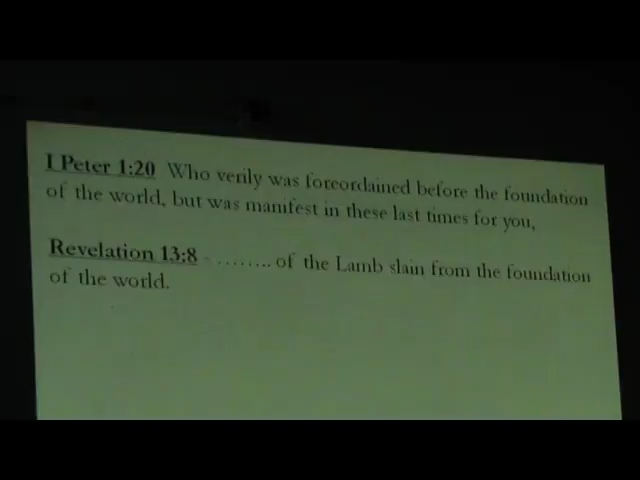 I Peter 1:20 Who verily was foreordained before the foundation
of the world, but was manifest in these last times for you,
Revelation 13:8 - ........ of the Lamb slain from the foundation
of the world.